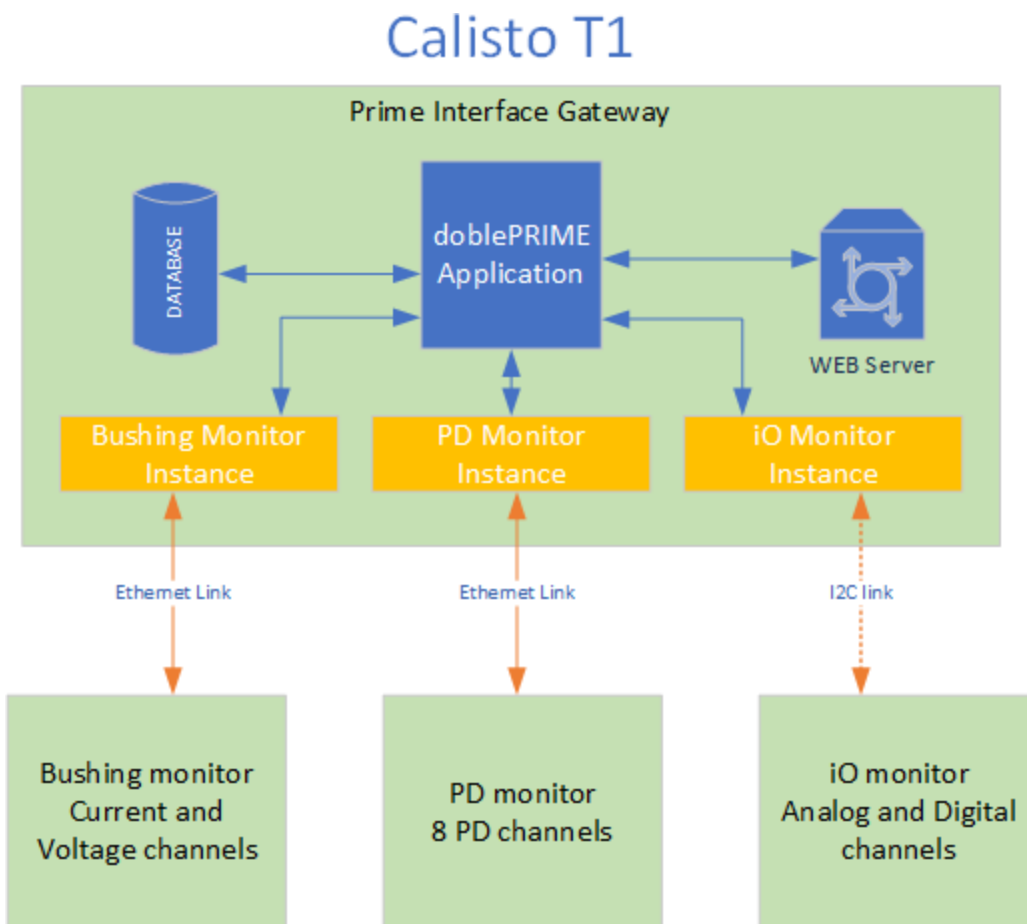 Calisto T1
Prime Interface Gateway
DATABASE
doblePRIME
Application
WEB Server
Bushing Monitor
Instance
PD Monitor
Instance
iO Monitor
Instance
Ethernet Link
Ethernet Link
I2C link
Bushing monitor
Current and
Voltage channels
PD monitor
8 PD channels
iO monitor
Analog and Digital
channels